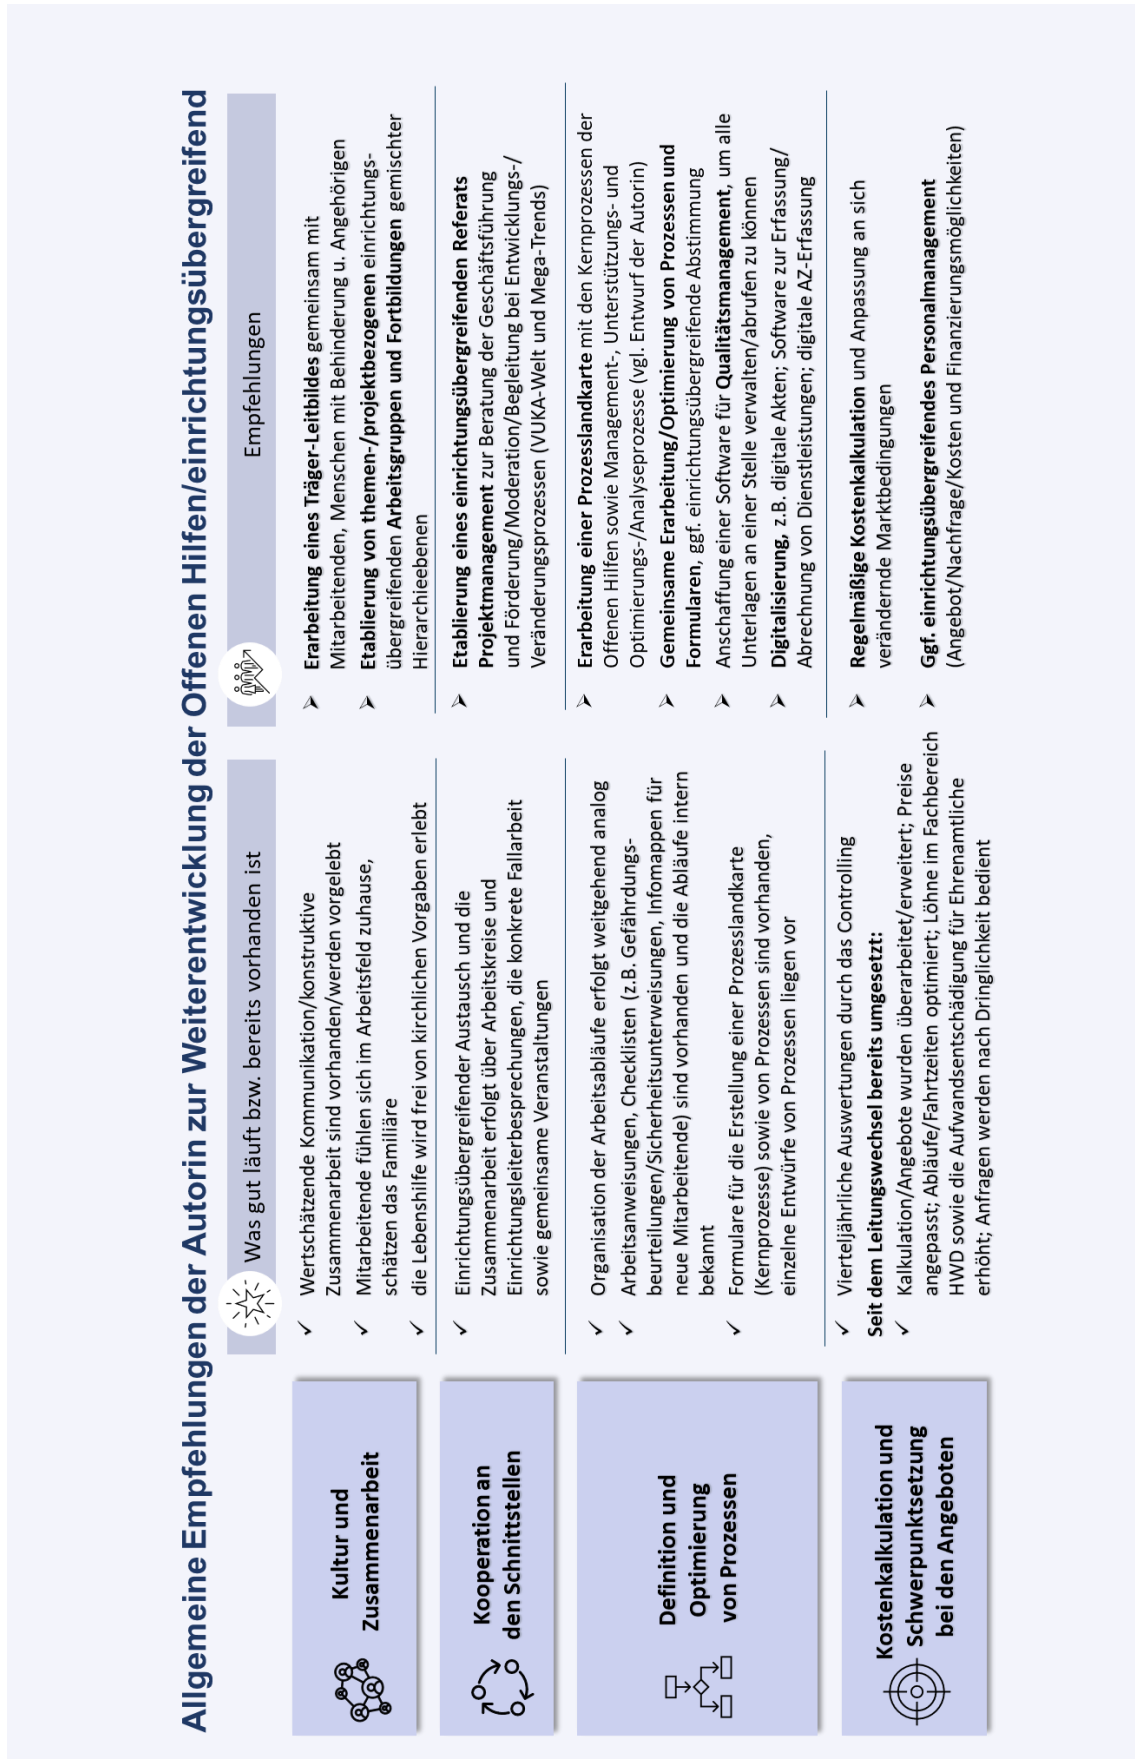 Allgemeine Empfehlungen der Autorin zur Weiterentwicklung der Offenen Hilfen/einrichtungsübergreifend
Was gut läuft bzw. bereits vorhanden ist
Empfehlungen
Kultur und
Zusammenarbeit
Wertschätzende Kommunikation/konstruktive
Zusammenarbeit sind vorhanden/werden vorgelebt
Mitarbeitende fühlen sich im Arbeitsfeld zuhause,
schätzen das Familiäre
die Lebenshilfe wird frei von kirchlichen Vorgaben erlebt
Erarbeitung eines Träger-Leitbildes gemeinsam mit
Mitarbeitenden, Menschen mit Behinderung u. Angehörigen
Etablierung von themen-/projektbezogenen einrichtungs-
übergreifenden Arbeitsgruppen und Fortbildungen gemischter
Hierarchieebenen
Kooperation an
den Schnittstellen
Einrichtungsübergreifender Austausch und die
Zusammenarbeit erfolgt über Arbeitskreise und
Einrichtungsleiterbesprechungen, die konkrete Fallarbeit
sowie gemeinsame Veranstaltungen
Etablierung eines einrichtungsübergreifenden Referats
Projektmanagement zur Beratung der Geschäftsführung
und Förderung/Moderation/Begleitung bei Entwicklungs-/
Veränderungsprozessen (VUKA-Welt und Mega-Trends)
Definition und
Optimierung
von Prozessen
Organisation der Arbeitsabläufe erfolgt weitgehend analog
Arbeitsanweisungen, Checklisten (z.B. Gefährdungs-
beurteilungen/Sicherheitsunterweisungen, Infomappen für
neue Mitarbeitende) sind vorhanden und die Abläufe intern
bekannt
Formulare für die Erstellung einer Prozesslandkarte
(Kernprozesse) sowie von Prozessen sind vorhanden,
einzelne Entwürfe von Prozessen liegen vor
Erarbeitung einer Prozesslandkarte mit den Kernprozessen der
Offenen Hilfen sowie Management-, Unterstützungs- und
Optimierungs-/Analyseprozesse (vgl. Entwurf der Autorin)
Gemeinsame Erarbeitung/Optimierung von Prozessen und
Formularen, ggf. einrichtungsübergreifende Abstimmung
Anschaffung einer Software für Qualitätsmanagement, um alle
Unterlagen an einer Stelle verwalten/abrufen zu können
Digitalisierung, z.B. digitale Akten; Software zur Erfassung/
Abrechnung von Dienstleistungen; digitale AZ-Erfassung
Kostenkalkulation und
Schwerpunktsetzung
bei den Angeboten
Vierteljährliche Auswertungen durch das Controlling
Seit dem Leitungswechsel bereits umgesetzt:
Kalkulation/Angebote wurden überarbeitet/erweitert; Preise
angepasst; Abläufe/Fahrtzeiten optimiert; Löhne im Fachbereich
HWD sowie die Aufwandsentschädigung für Ehrenamtliche
erhöht; Anfragen werden nach Dringlichkeit bedient
Regelmäßige Kostenkalkulation und Anpassung an sich
verändernde Marktbedingungen
Ggf. einrichtungsübergreifendes Personalmanagement
(Angebot/Nachfrage/Kosten und Finanzierungsmöglichkeiten)